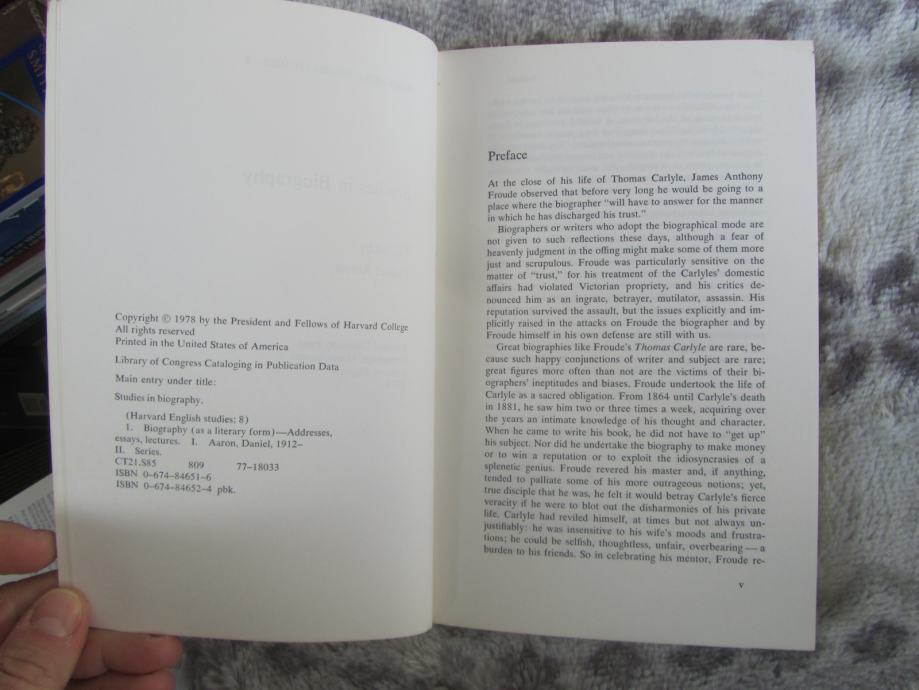 SMIT
Copyright © 1978 by the President and Fellows of Harvard College
All rights reserved
Printed in the United States of America
Library of Congress Cataloging in Publication Data
Main entry under title:
Studies in biography.
(Harvard English studies: 8)
1. Biography (as a literary form)—Addresses,
essays, lectures. I. Aaron, Daniel, 1912–
II. Series.
CT21.S85 809 77-18033
ISBN 0-674-84651-6
ISBN 0-674-84652-4 pbk.
Preface
At the close of his life of Thomas Carlyle, James Anthony
Froude observed that before very long he would be going to a
place where the biographer “will have to answer for the manner
in which he has discharged his trust.”
Biographers or writers who adopt the biographical mode are
not given to such reflections these days, although a fear of
heavenly judgment in the offing might make some of them more
just and scrupulous. Froude was particularly sensitive on the
matter of “trust,” for his treatment of the Carlyles’ domestic
affairs had violated Victorian propriety, and his critics de-
nounced him as an ingrate, betrayer, mutilator, assassin. His
reputation survived the assault, but the issues explicitly and im-
plicitly raised in the attacks on Froude the biographer and by
Froude himself in his own defense are still with us.
Great biographies like Froude’s Thomas Carlyle are rare, be-
cause such happy conjunctions of writer and subject are rare;
great figures more often than not are the victims of their bi-
ographers’ ineptitudes and biases. Froude undertook the life of
Carlyle as a sacred obligation. From 1864 until Carlyle’s death
in 1881, he saw him two or three times a week, acquiring over
the years an intimate knowledge of his thought and character.
When he came to write his book, he did not have to “get up”
his subject. Nor did he undertake the biography to make money
or to win a reputation or to exploit the idiosyncrasies of a
splenetic genius. Froude revered his master and, if anything,
tended to palliate some of his more outrageous notions; yet,
true disciple that he was, he felt it would betray Carlyle’s fierce
veracity if he were to blot out the disharmonies of his private
life. Carlyle had reviled himself, at times but not always un-
justifiably: he was insensitive to his wife’s moods and frustra-
tions; he could be selfish, thoughtless, unfair, overbearing — a
burden to his friends. So in celebrating his mentor, Froude re-
v